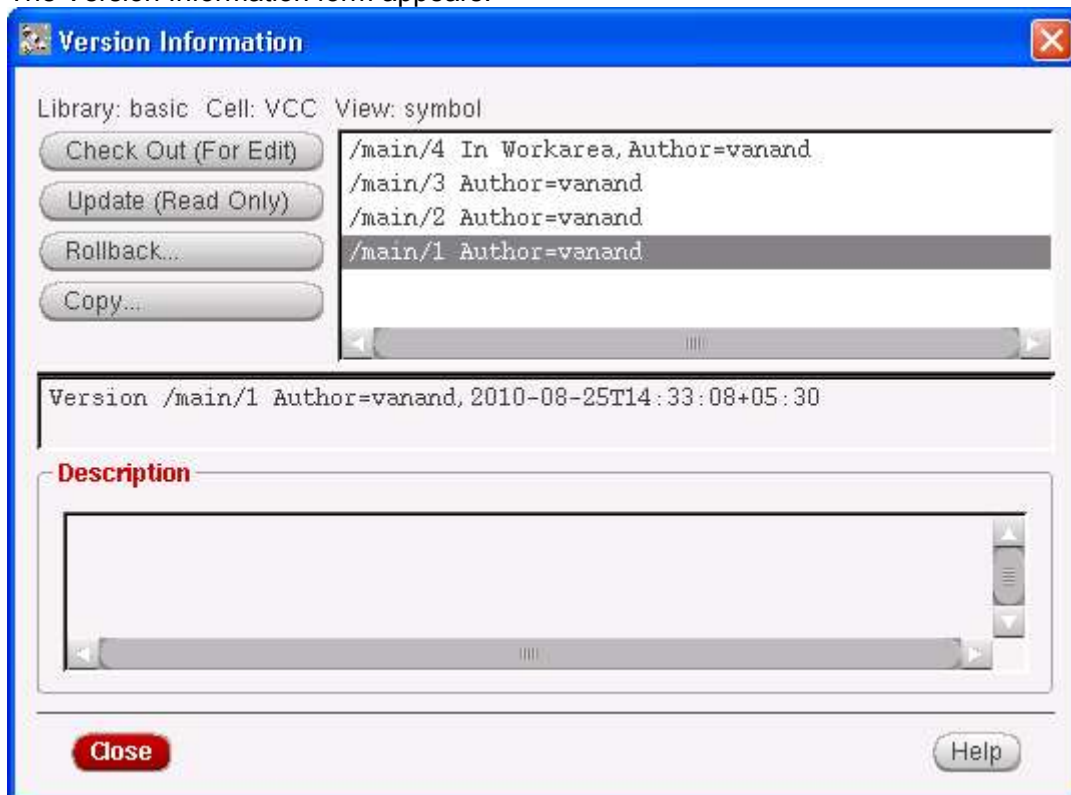 The Version Information form appears.
Version Information
Library: basic Cell: VCC View: symbol
Check Out (For Edit)
Update (Read Only)
Rollback...
Copy...
/main/4 In Workarea, Author=vanand
/main/3 Author=vanand
/main/2 Author=vanand
/main/1 Author=vanand
Version /main/1 Author=vanand, 2010-08-25T14:33:08+05:30
Description
Close
Help